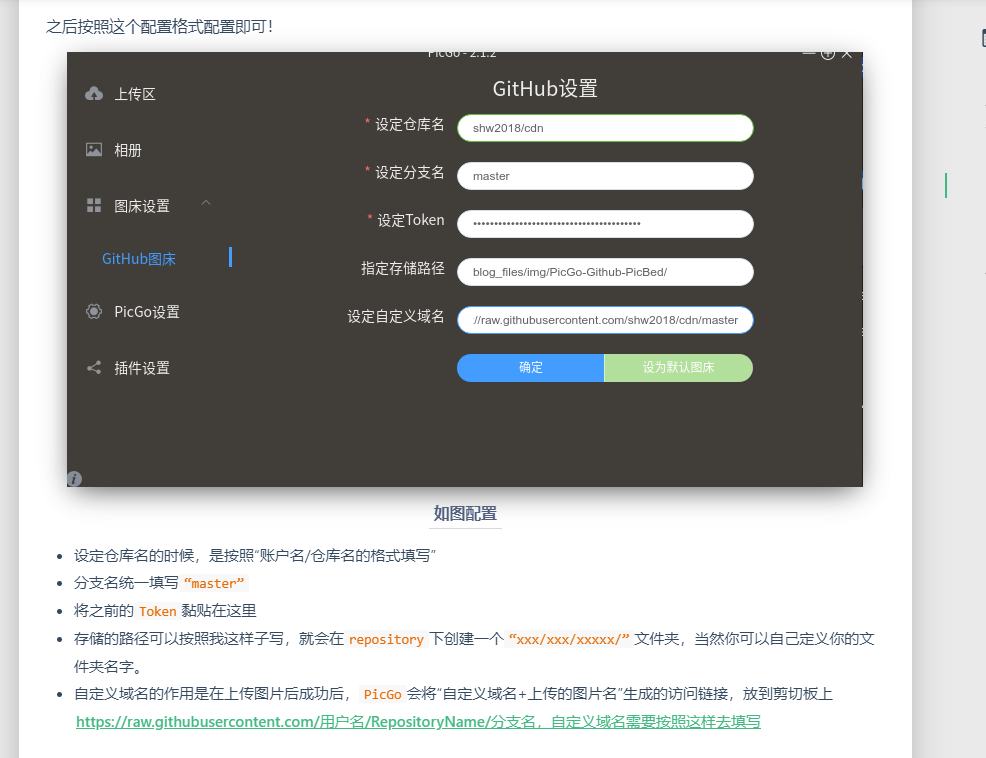 之后按照这个配置格式配置即可！
PicGo - 2.1.2
上传区
相册
图床设置
GitHub图床
PicGo设置
插件设置
GitHub设置
* 设定仓库名 shw2018/cdn
* 设定分支名 master
* 设定Token ••••••••••••••••••••••••••••••••••••••••
指定存储路径 blog_files/img/PicGo-Github-PicBed/
设定自定义域名 //raw.githubusercontent.com/shw2018/cdn/master
确定 设为默认图床
如图配置
• 设定仓库名的时候，是按照“账户名/仓库名的格式填写”
• 分支名统一填写 “master”
• 将之前的 Token 黏贴在这里
• 存储的路径可以按照我这样子写，就会在 repository 下创建一个 “xxx/xxx/xxxxx/” 文件夹，当然你可以自己定义你的文
件夹名字。
• 自定义域名的作用是在上传图片后成功后， PicGo 会将“自定义域名+上传的图片名”生成的访问链接，放到剪切板上
https://raw.githubusercontent.com/用户名/RepositoryName/分支名，自定义域名需要按照这样去填写